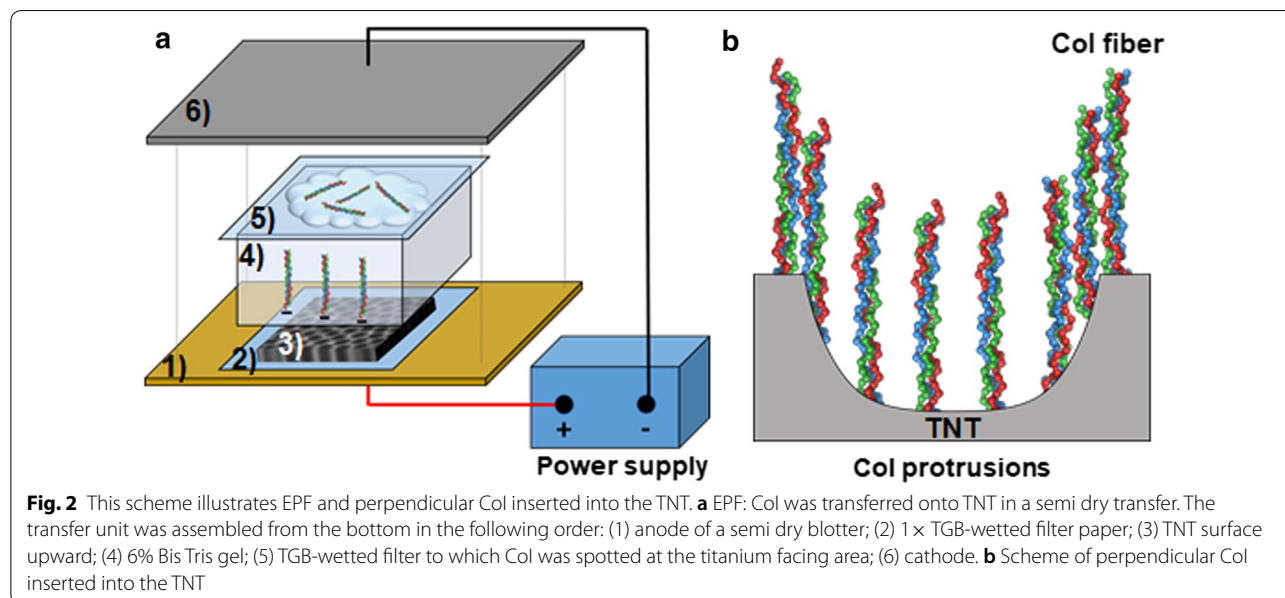 a
b
Col fiber
6)
5)
4)
3)
2)
1)
+ -
Power supply
TNT
Col protrusions
Fig. 2 This scheme illustrates EPF and perpendicular Col inserted into the TNT. a EPF: Col was transferred onto TNT in a semi dry transfer. The
transfer unit was assembled from the bottom in the following order: (1) anode of a semi dry blotter; (2) 1× TGB-wetted filter paper; (3) TNT surface
upward; (4) 6% Bis Tris gel; (5) TGB-wetted filter to which Col was spotted at the titanium facing area; (6) cathode. b Scheme of perpendicular Col
inserted into the TNT